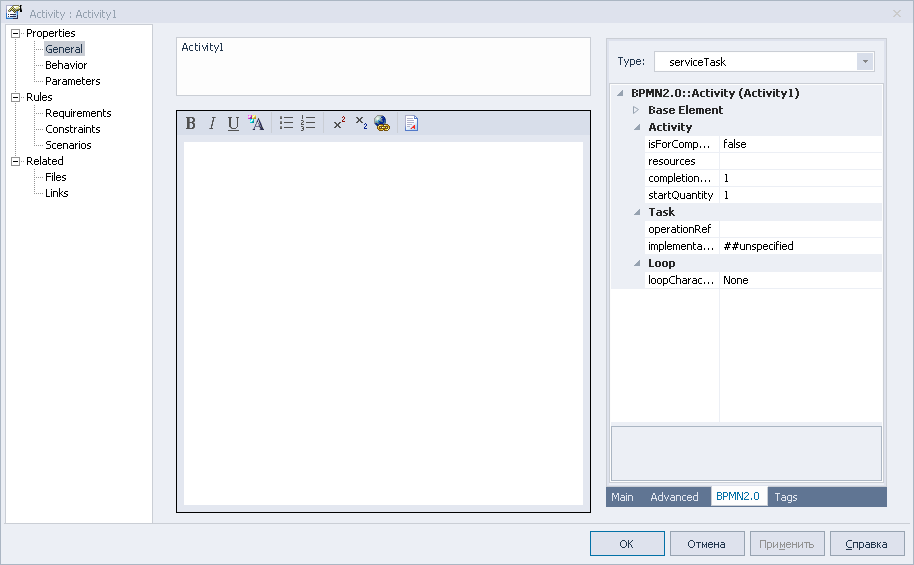 Activity : Activity1
Properties
General
Behavior
Parameters
Rules
Requirements
Constraints
Scenarios
Related
Files
Links
Activity1
B I U A x² x₂
Type: serviceTask
BPMN2.0::Activity (Activity1)
Base Element
Activity
isForComp... false
resources
completion... 1
startQuantity 1
Task
operationRef
implementa... ##unspecified
Loop
loopCharac... None
Main Advanced BPMN2.0 Tags
OK Отмена Применить Справка